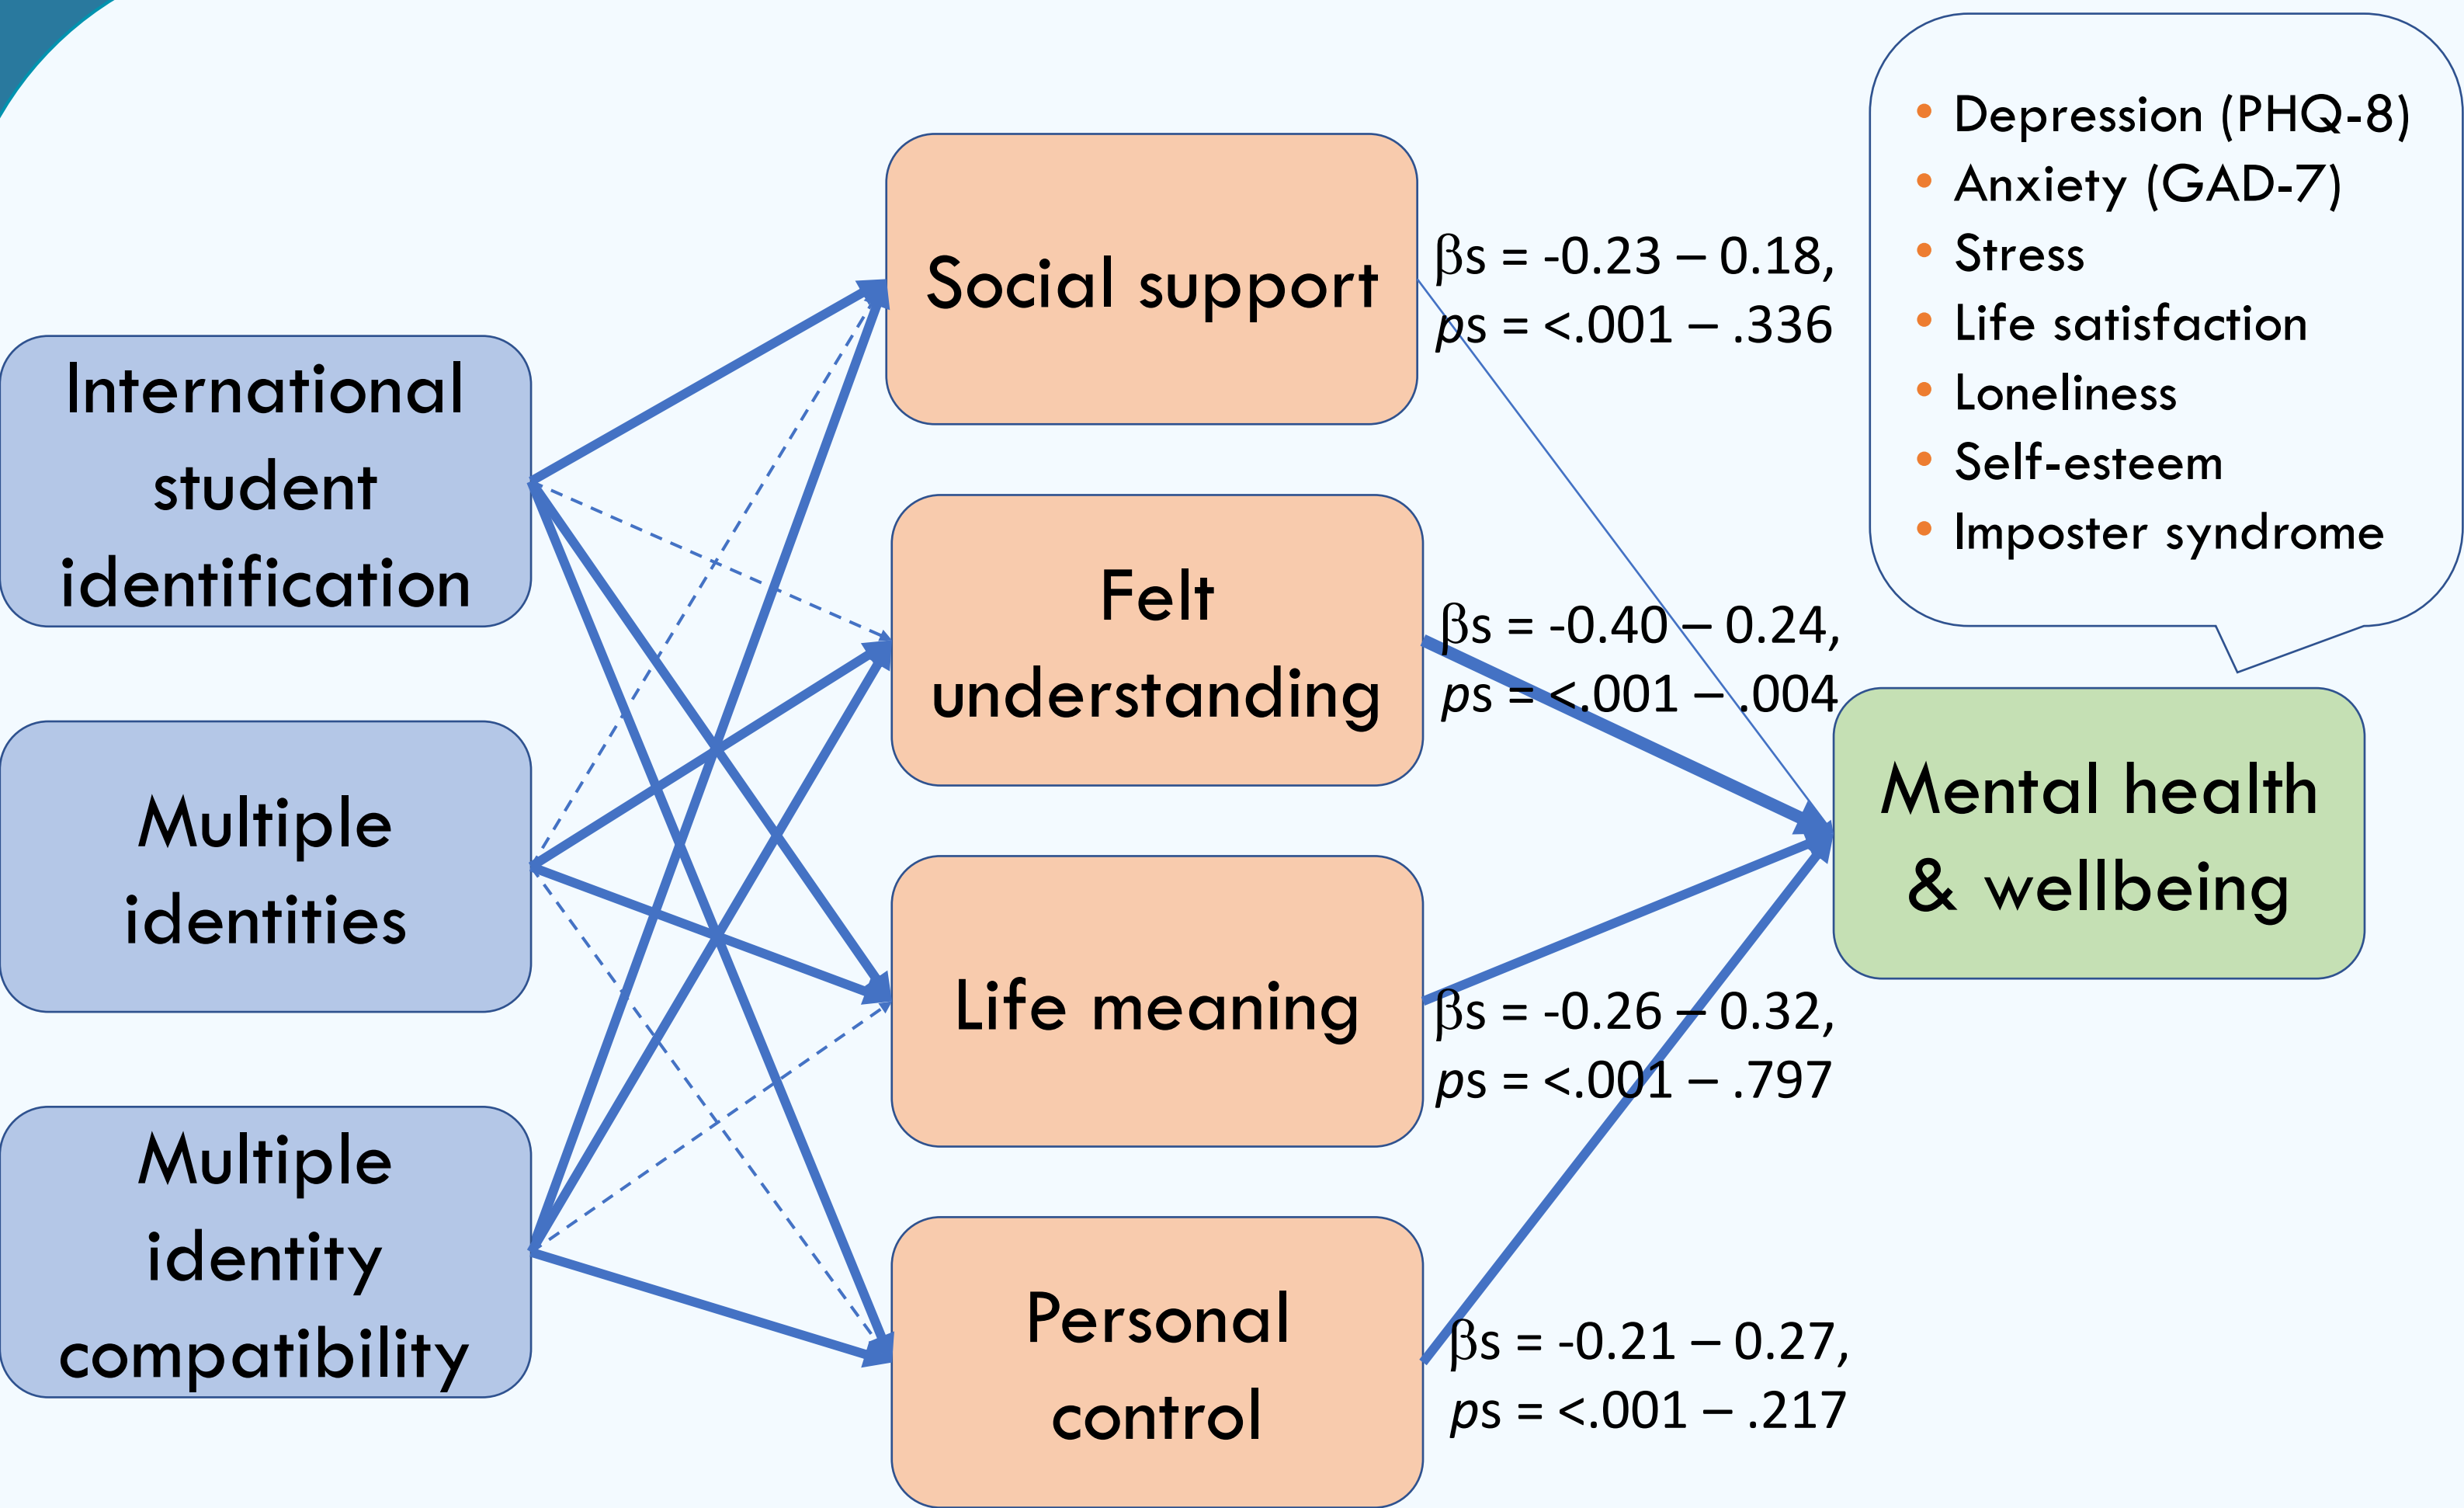 International
student
identification
Multiple
identities
Multiple
identity
compatibility
Social support
Felt
understanding
Life meaning
Personal
control
βs = -0.23 – 0.18,
ps = <.001 – .336
βs = -0.40 – 0.24,
ps = <.001 – .004
βs = -0.26 – 0.32,
ps = <.001 – .797
βs = -0.21 – 0.27,
ps = <.001 – .217
• Depression (PHQ-8)
• Anxiety (GAD-7)
• Stress
• Life satisfaction
• Loneliness
• Self-esteem
• Imposter syndrome
Mental health
& wellbeing